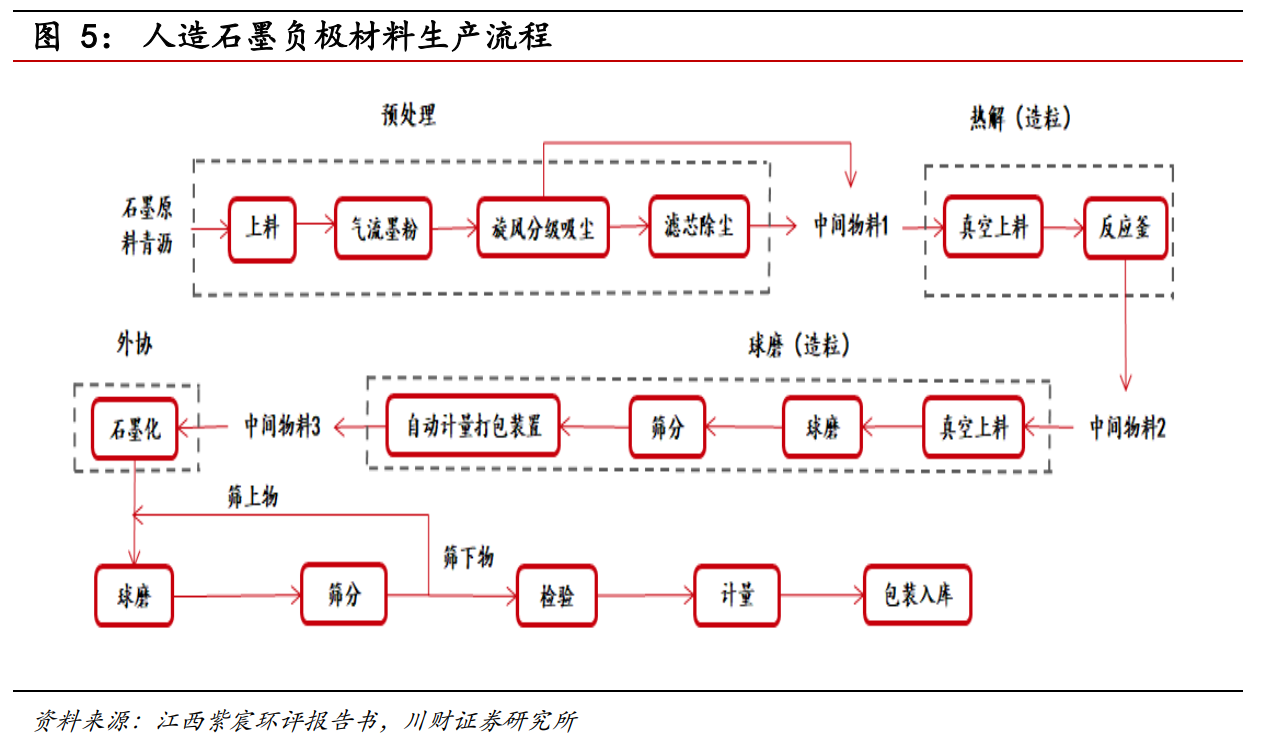 图 5： 人造石墨负极材料生产流程
预处理
热解（造粒）
石墨原
料青沥
上料
气流墨粉
旋风分级吸尘
滤芯除尘
中间物料1
真空上料
反应釜
外协
球磨（造粒）
石墨化
中间物料3
自动计量打包装置
筛分
球磨
真空上料
中间物料2
筛上物
筛下物
球磨
筛分
检验
计量
包装入库
资料来源：江西紫宸环评报告书，川财证券研究所